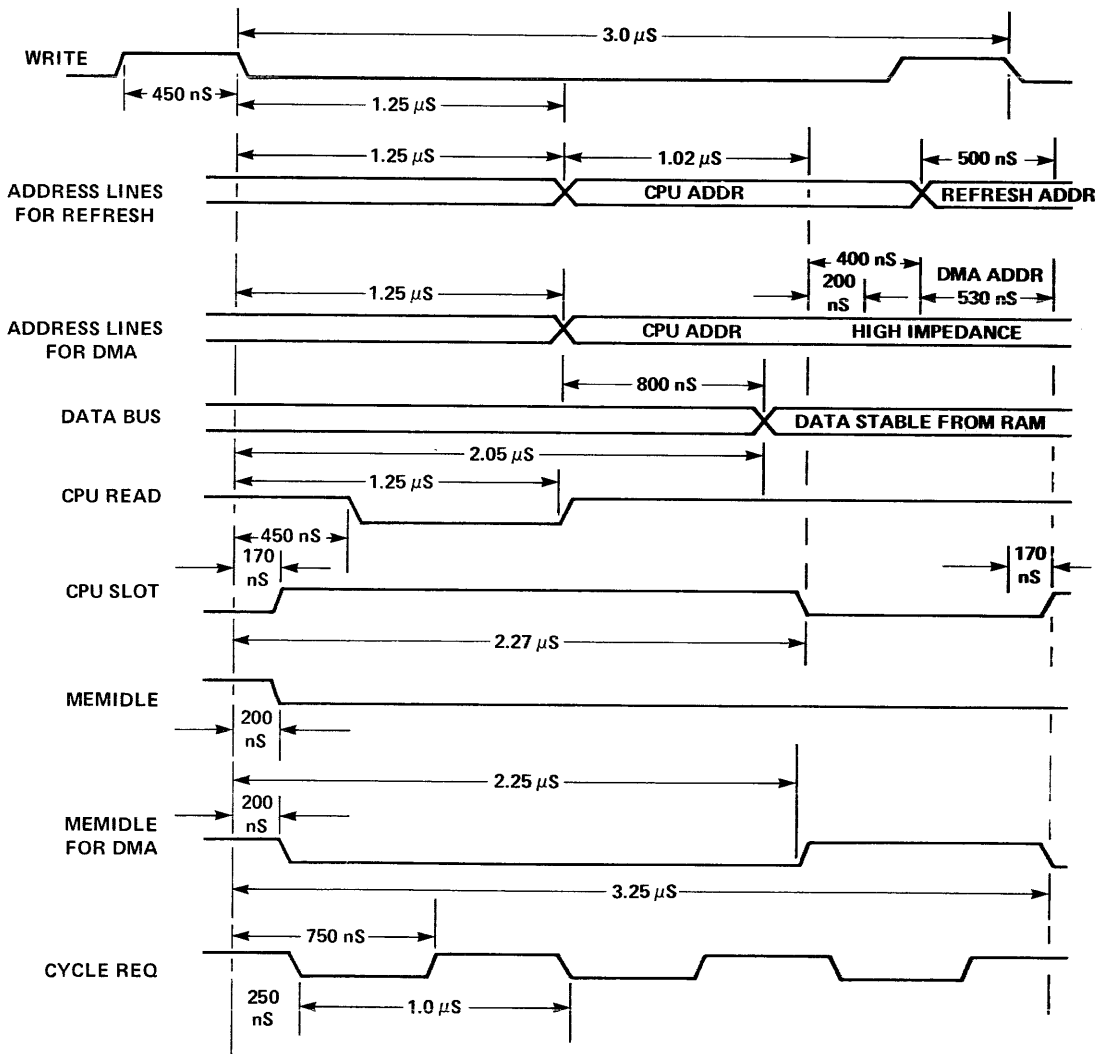 3.0 µS
WRITE
450 nS
1.25 µS
1.25 µS
1.02 µS
500 nS
ADDRESS LINES
FOR REFRESH
CPU ADDR
REFRESH ADDR
400 nS
DMA ADDR
1.25 µS
200
nS
530 nS
ADDRESS LINES
FOR DMA
CPU ADDR
HIGH IMPEDANCE
800 nS
DATA BUS
DATA STABLE FROM RAM
2.05 µS
1.25 µS
CPU READ
450 nS
170
nS
170
nS
CPU SLOT
2.27 µS
MEMIDLE
200
nS
2.25 µS
200
nS
MEMIDLE
FOR DMA
3.25 µS
750 nS
CYCLE REQ
250
nS
1.0 µS